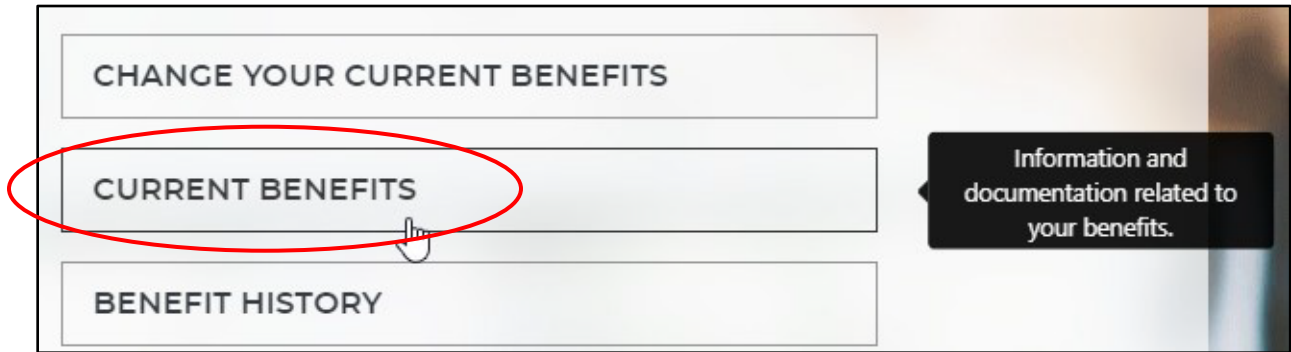 CHANGE YOUR CURRENT BENEFITS
CURRENT BENEFITS
Information and
documentation related to
your benefits.
BENEFIT HISTORY